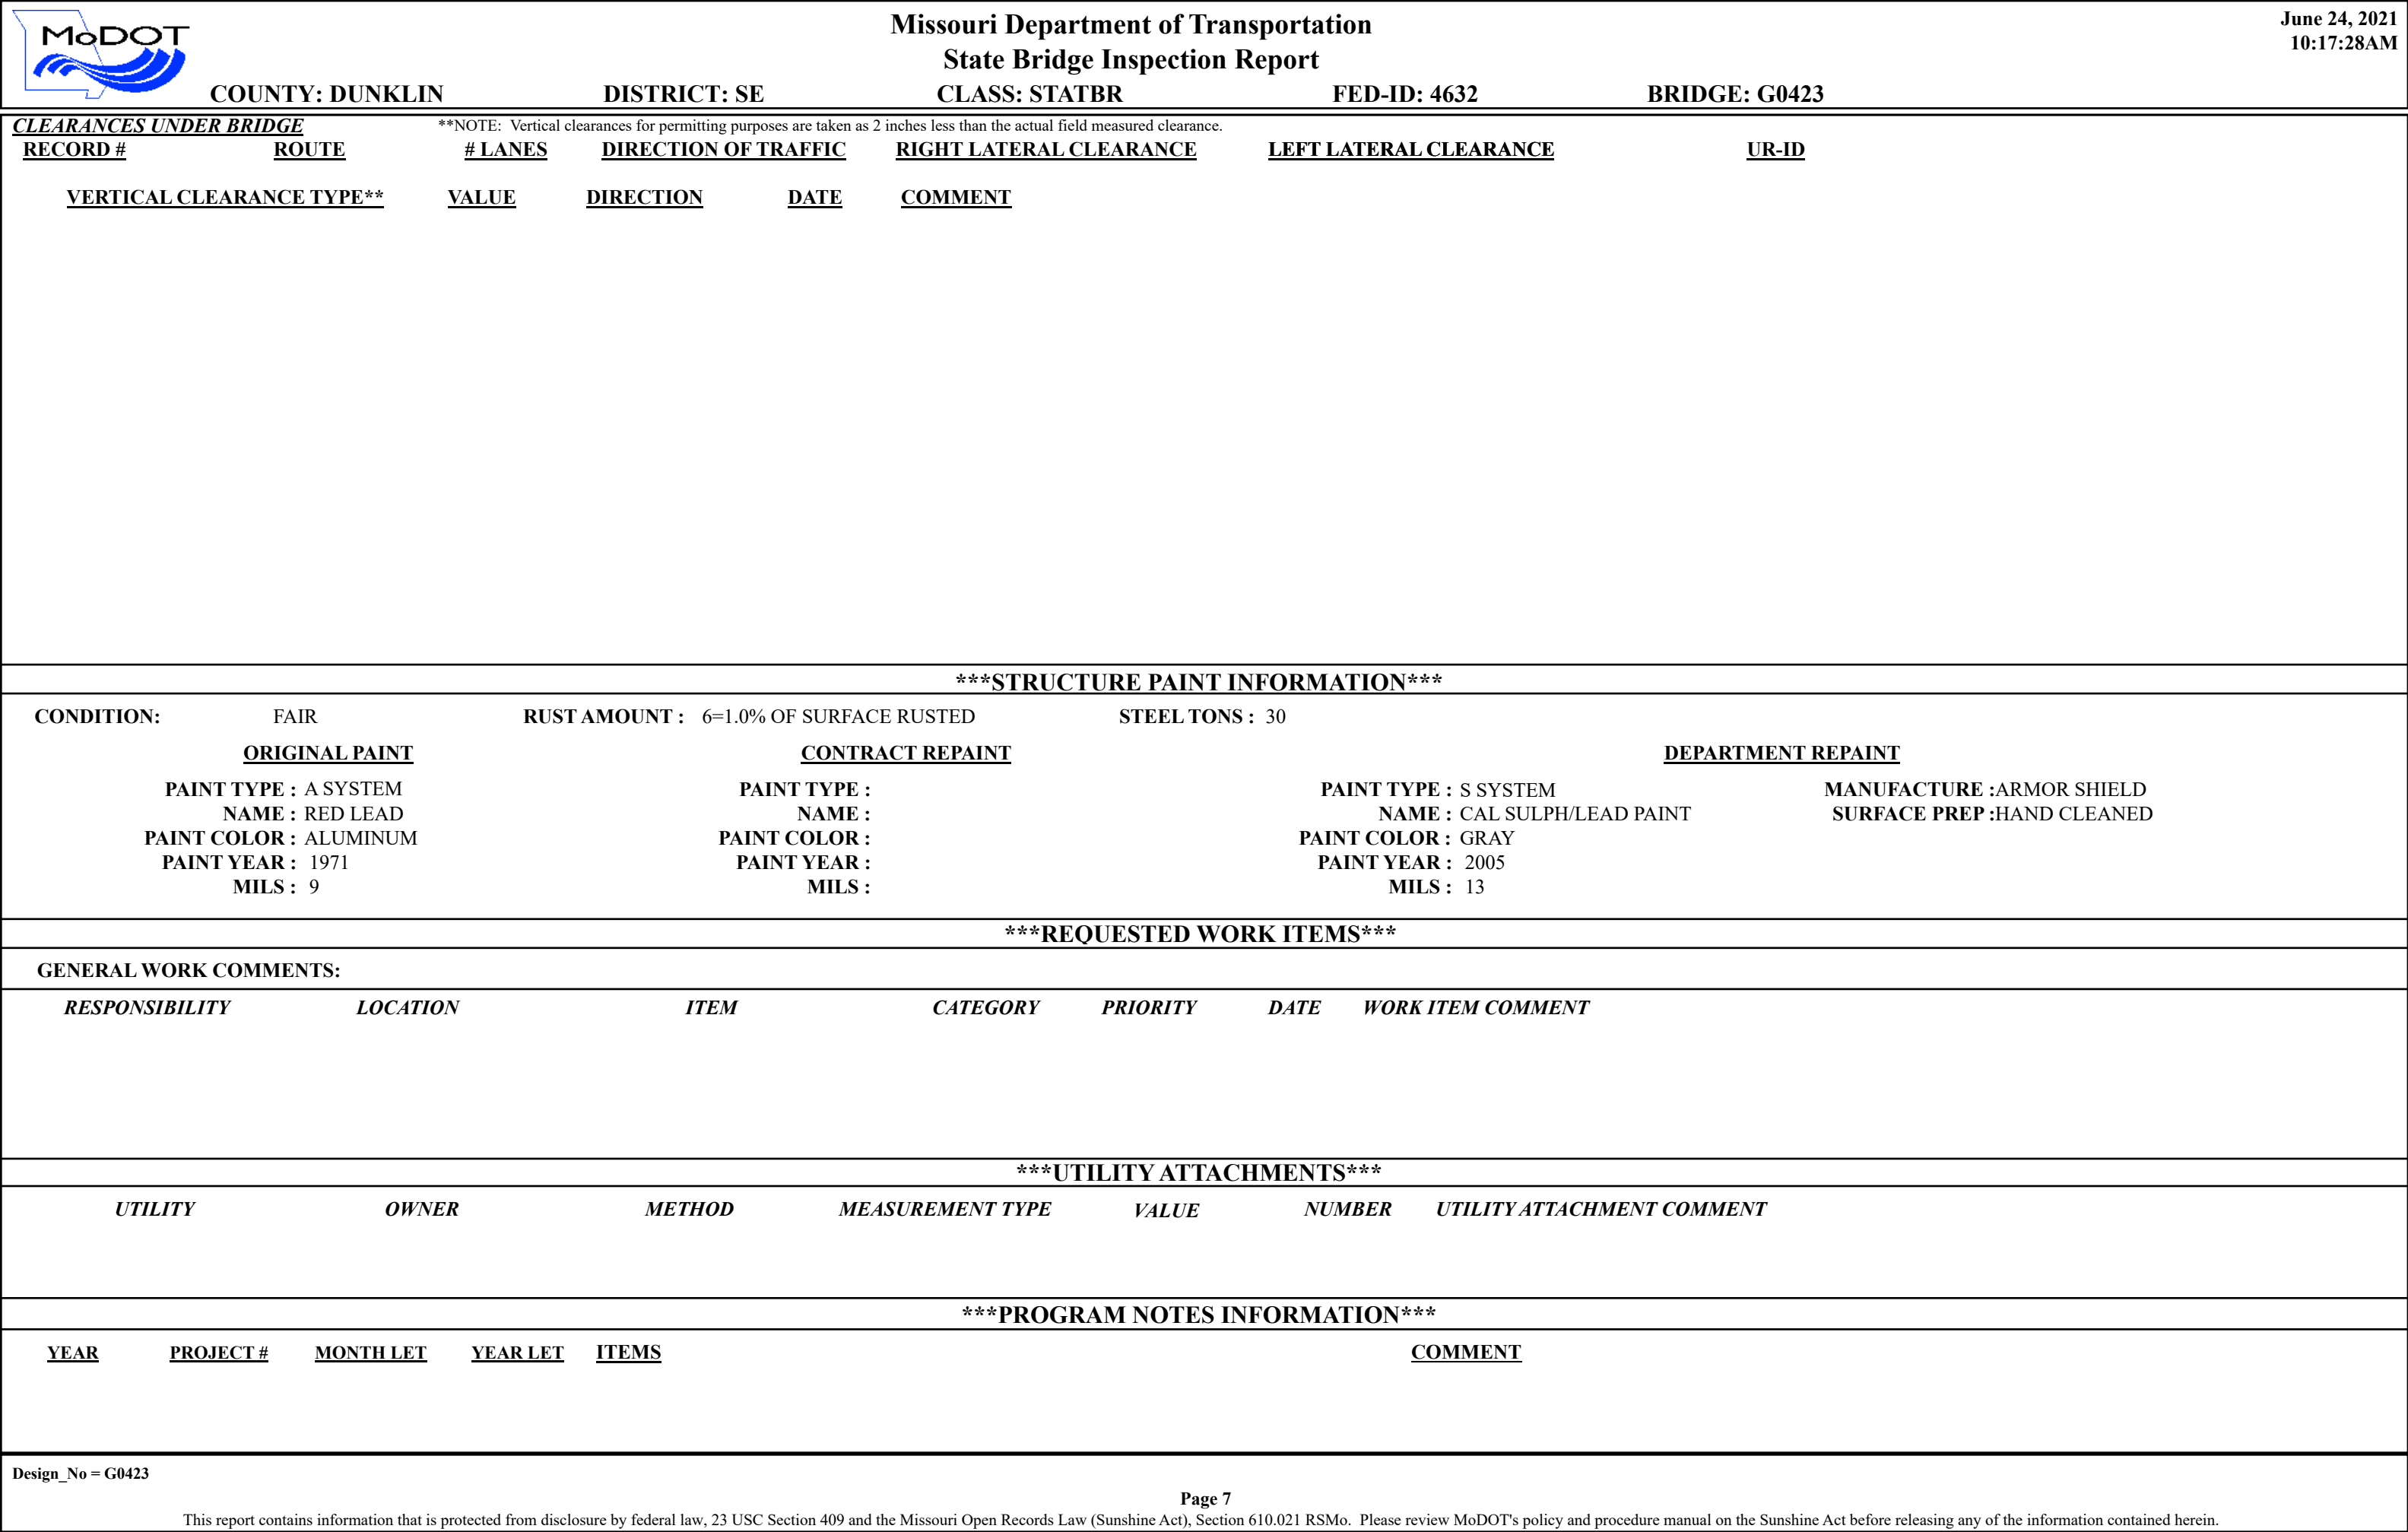 MoDOT
Missouri Department of Transportation
State Bridge Inspection Report
June 24, 2021
10:17:28AM
COUNTY: DUNKLIN DISTRICT: SE CLASS: STATBR FED-ID: 4632 BRIDGE: G0423
CLEARANCES UNDER BRIDGE **NOTE: Vertical clearances for permitting purposes are taken as 2 inches less than the actual field measured clearance.
RECORD # ROUTE # LANES DIRECTION OF TRAFFIC RIGHT LATERAL CLEARANCE LEFT LATERAL CLEARANCE UR-ID
VERTICAL CLEARANCE TYPE** VALUE DIRECTION DATE COMMENT
***STRUCTURE PAINT INFORMATION***
CONDITION: FAIR RUST AMOUNT : 6=1.0% OF SURFACE RUSTED STEEL TONS : 30
ORIGINAL PAINT CONTRACT REPAINT DEPARTMENT REPAINT
PAINT TYPE : A SYSTEM PAINT TYPE : PAINT TYPE : S SYSTEM MANUFACTURE :ARMOR SHIELD
NAME : RED LEAD NAME : NAME : CAL SULPH/LEAD PAINT SURFACE PREP :HAND CLEANED
PAINT COLOR : ALUMINUM PAINT COLOR : PAINT COLOR : GRAY
PAINT YEAR : 1971 PAINT YEAR : PAINT YEAR : 2005
MILS : 9 MILS : MILS : 13
***REQUESTED WORK ITEMS***
GENERAL WORK COMMENTS:
RESPONSIBILITY LOCATION ITEM CATEGORY PRIORITY DATE WORK ITEM COMMENT
***UTILITY ATTACHMENTS***
UTILITY OWNER METHOD MEASUREMENT TYPE VALUE NUMBER UTILITY ATTACHMENT COMMENT
***PROGRAM NOTES INFORMATION***
YEAR PROJECT # MONTH LET YEAR LET ITEMS COMMENT
Design_No = G0423
Page 7
This report contains information that is protected from disclosure by federal law, 23 USC Section 409 and the Missouri Open Records Law (Sunshine Act), Section 610.021 RSMo. Please review MoDOT's policy and procedure manual on the Sunshine Act before releasing any of the information contained herein.